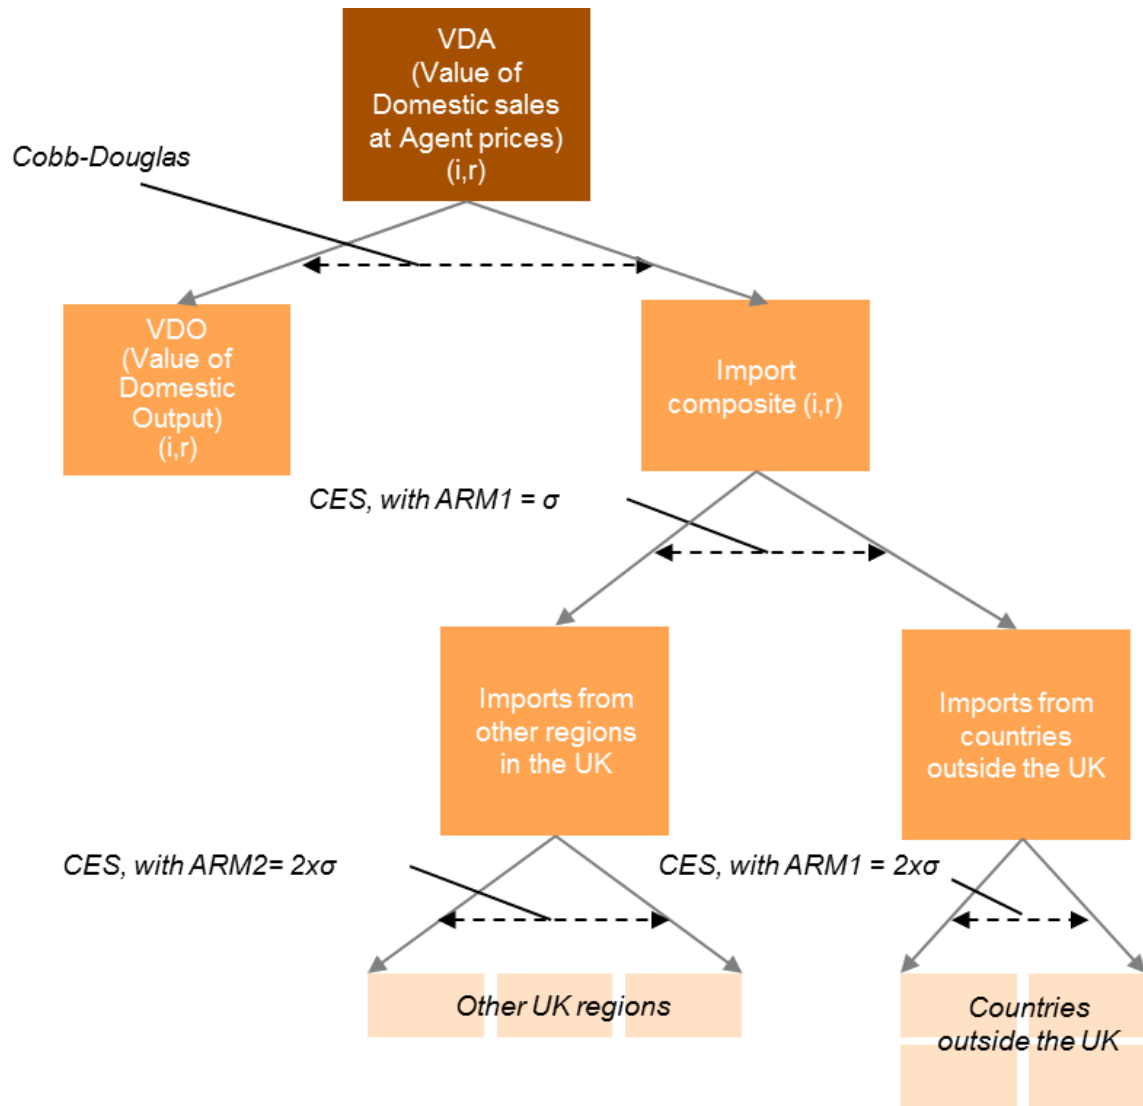 VDA
(Value of
Domestic sales
at Agent prices)
(i,r)
Cobb-Douglas
VDO
(Value of
Domestic
Output)
(i,r)
Import
composite (i,r)
CES, with ARM1 = σ
Imports from
other regions
in the UK
Imports from
countries
outside the UK
CES, with ARM2= 2xσ
CES, with ARM1 = 2xσ
Other UK regions
Countries
outside the UK